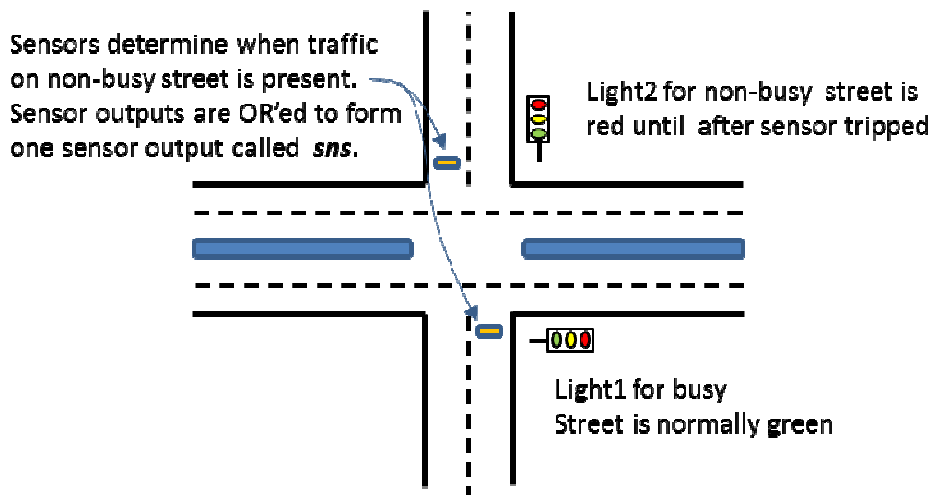 Sensors determine when traffic
on non-busy street is present.
Sensor outputs are OR'ed to form
one sensor output called sns.
Light2 for non-busy street is
red until after sensor tripped
Light1 for busy
Street is normally green